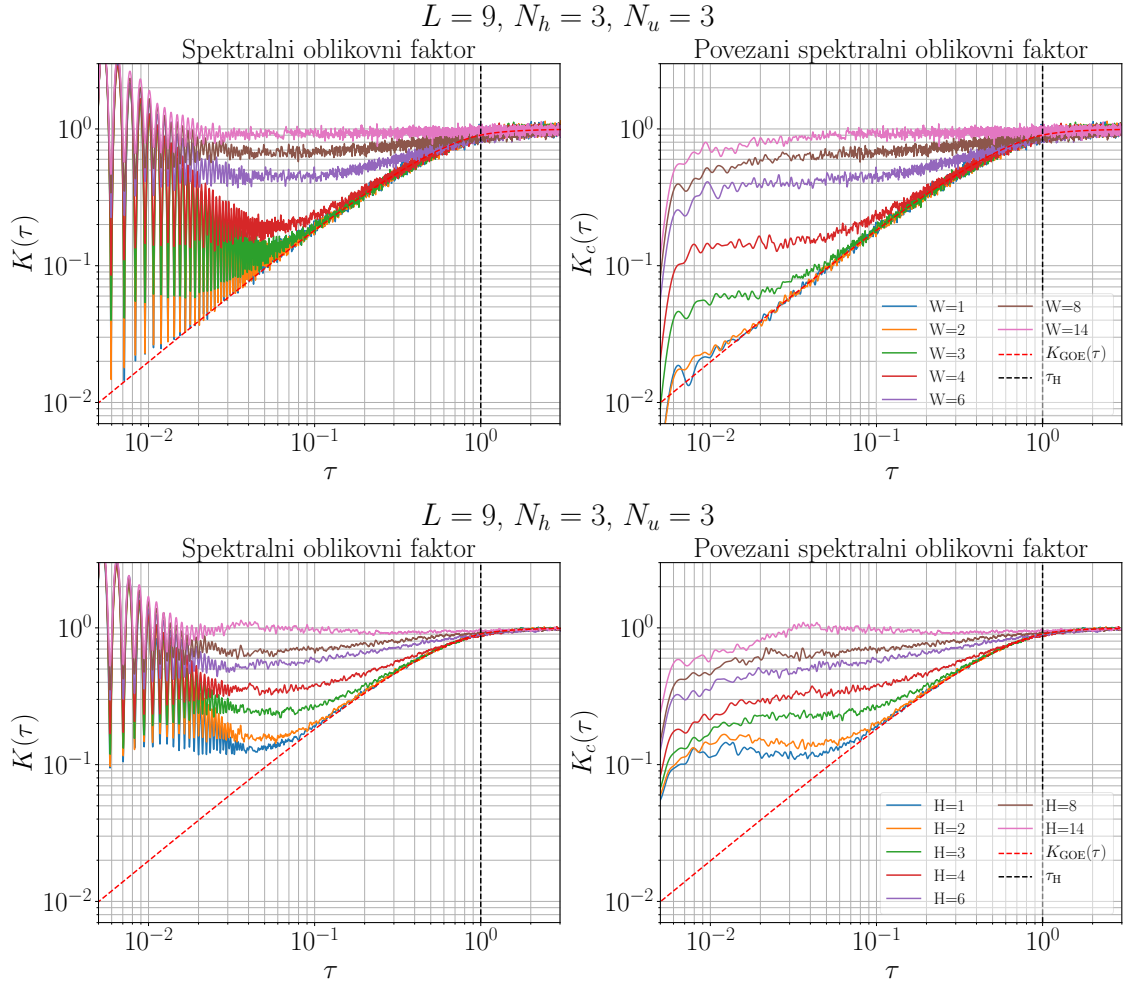 L = 9, N_h = 3, N_u = 3
Spektralni oblikovni faktor
Povezani spektralni oblikovni faktor
K(τ)
10^0
10^{-1}
10^{-2}
10^{-2} 10^{-1} 10^0
τ
K_c(τ)
10^0
10^{-1}
10^{-2}
W=1 W=8
W=2 W=14
W=3 K_GOE(τ)
W=4 τ_H
W=6
10^{-2} 10^{-1} 10^0
τ
L = 9, N_h = 3, N_u = 3
Spektralni oblikovni faktor
Povezani spektralni oblikovni faktor
K(τ)
10^0
10^{-1}
10^{-2}
10^{-2} 10^{-1} 10^0
τ
K_c(τ)
10^0
10^{-1}
10^{-2}
H=1 H=8
H=2 H=14
H=3 K_GOE(τ)
H=4 τ_H
H=6
10^{-2} 10^{-1} 10^0
τ